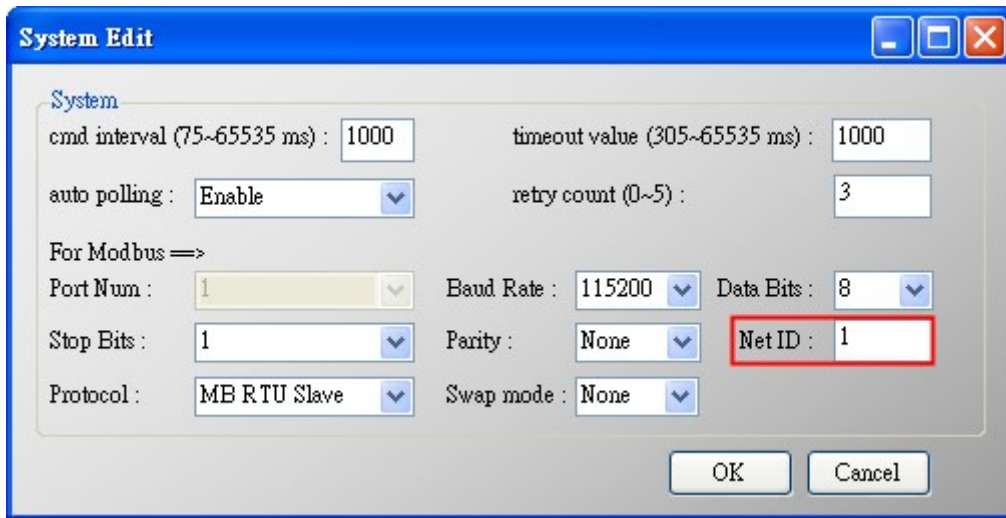 System Edit
System
cmd interval (75~65535 ms) : 1000 timeout value (305~65535 ms) : 1000
auto polling : Enable retry count (0~5) : 3
For Modbus ==>
Port Num : 1 Baud Rate : 115200 Data Bits : 8
Stop Bits : 1 Parity : None Net ID : 1
Protocol : MB RTU Slave Swap mode : None
OK Cancel